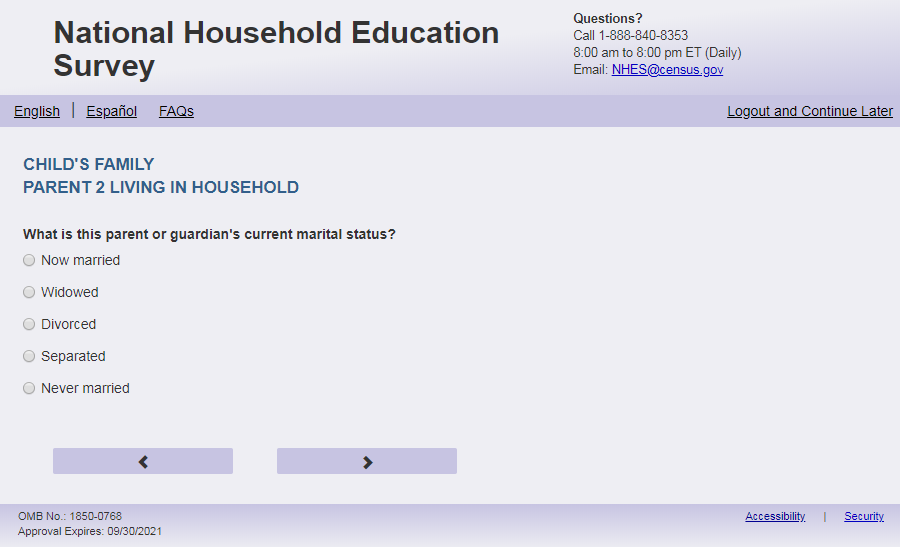 National Household Education
Survey
Questions?
Call 1-888-840-8353
8:00 am to 8:00 pm ET (Daily)
Email: NHES@census.gov
English | Español FAQs Logout and Continue Later
CHILD'S FAMILY
PARENT 2 LIVING IN HOUSEHOLD
What is this parent or guardian's current marital status?
Now married
Widowed
Divorced
Separated
Never married
OMB No.: 1850-0768
Approval Expires: 09/30/2021
Accessibility | Security